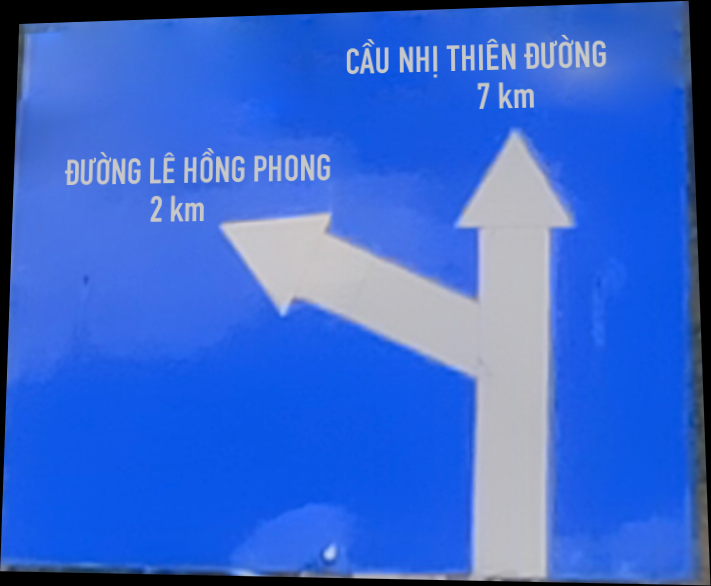 CẦU NHỊ THIÊN ĐƯỜNG
7 km
ĐƯỜNG LÊ HỒNG PHONG
2 km